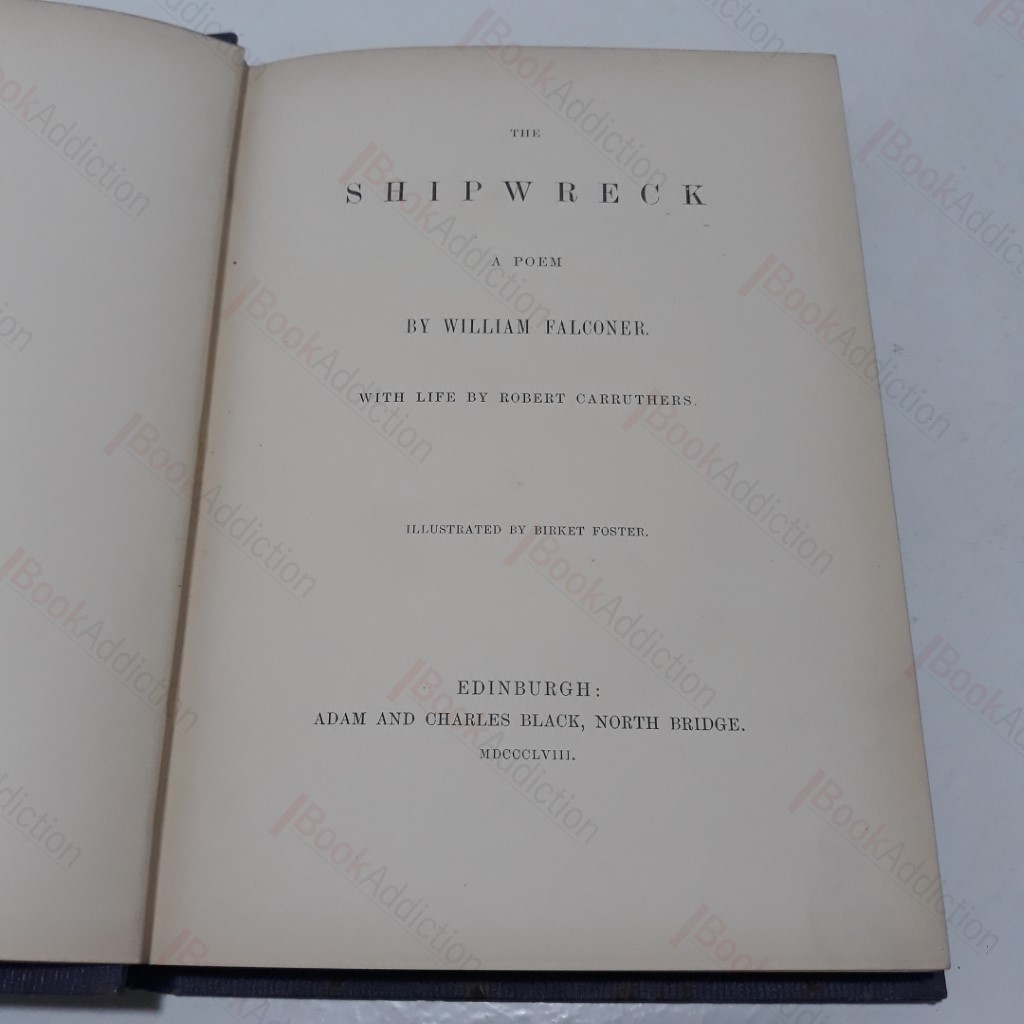 THE
SHIPWRECK
A POEM
BY WILLIAM FALCONER.
WITH LIFE BY ROBERT CARRUTHERS.
ILLUSTRATED BY BIRKET FOSTER.
EDINBURGH:
ADAM AND CHARLES BLACK, NORTH BRIDGE.
MDCCCLVIII.
BookAddiction